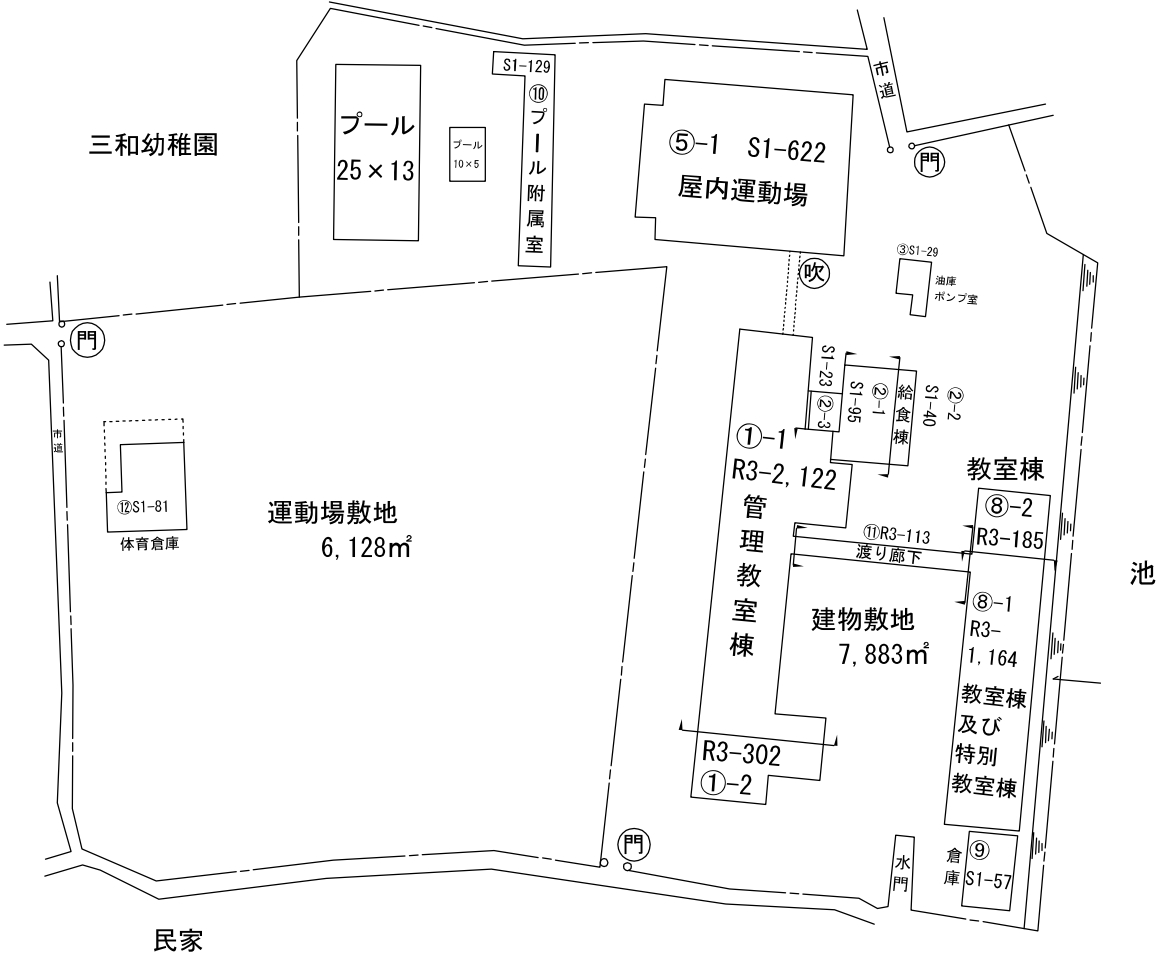 S1-129
⑩プール附属室
プール
25×13
プール
10×5
三和幼稚園
⑤-1 S1-622
屋内運動場
市道
門
吹
③S1-29
油庫
ポンプ室
門
市道
⑫S1-81
体育倉庫
運動場敷地
6,128㎡
S1-23
②-3
S1-95
②-1
給食棟
S1-40
②-2
①-1
R3-2,122
管理教室棟
⑪R3-113
渡り廊下
教室棟
⑧-2
R3-185
池
建物敷地
7,883㎡
⑧-1
R3-
1,164
教室棟
及び
特別
教室棟
R3-302
①-2
門
水門
倉庫
⑨
S1-57
民家